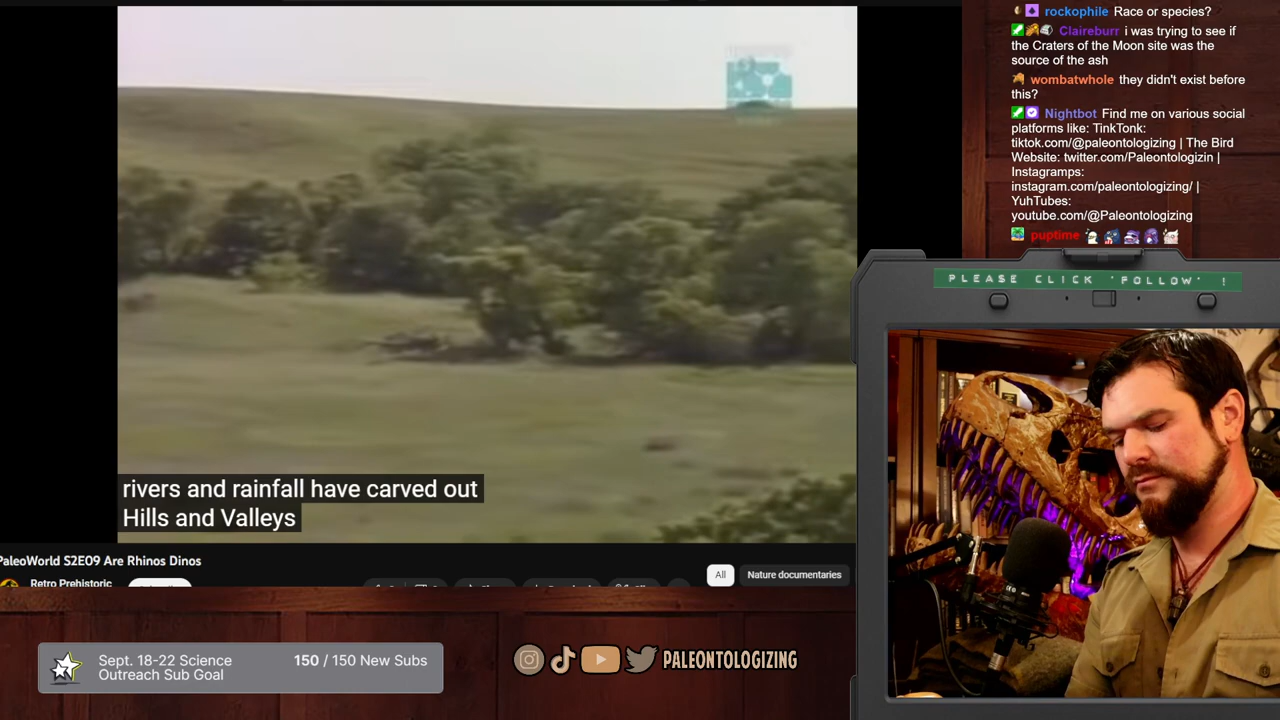 rockophile Race or species?
Claireburr i was trying to see if
the Craters of the Moon site was the
source of the ash
wombatwhole they didn't exist before
this?
Nightbot Find me on various social
platforms like: TinkTonk:
tiktok.com/@paleontologizing | The Bird
Website: twitter.com/Paleontologizin |
Instagramps:
instagram.com/paleontologizing/ |
YuhTubes:
youtube.com/@Paleontologizing
puptime
PLEASE CLICK "FOLLOW" !
rivers and rainfall have carved out
Hills and Valleys
PaleoWorld S2E09 Are Rhinos Dinos
Retro Prehistoric
All
Nature documentaries
Sept. 18-22 Science
Outreach Sub Goal
150 / 150 New Subs
PALEONTOLOGIZING